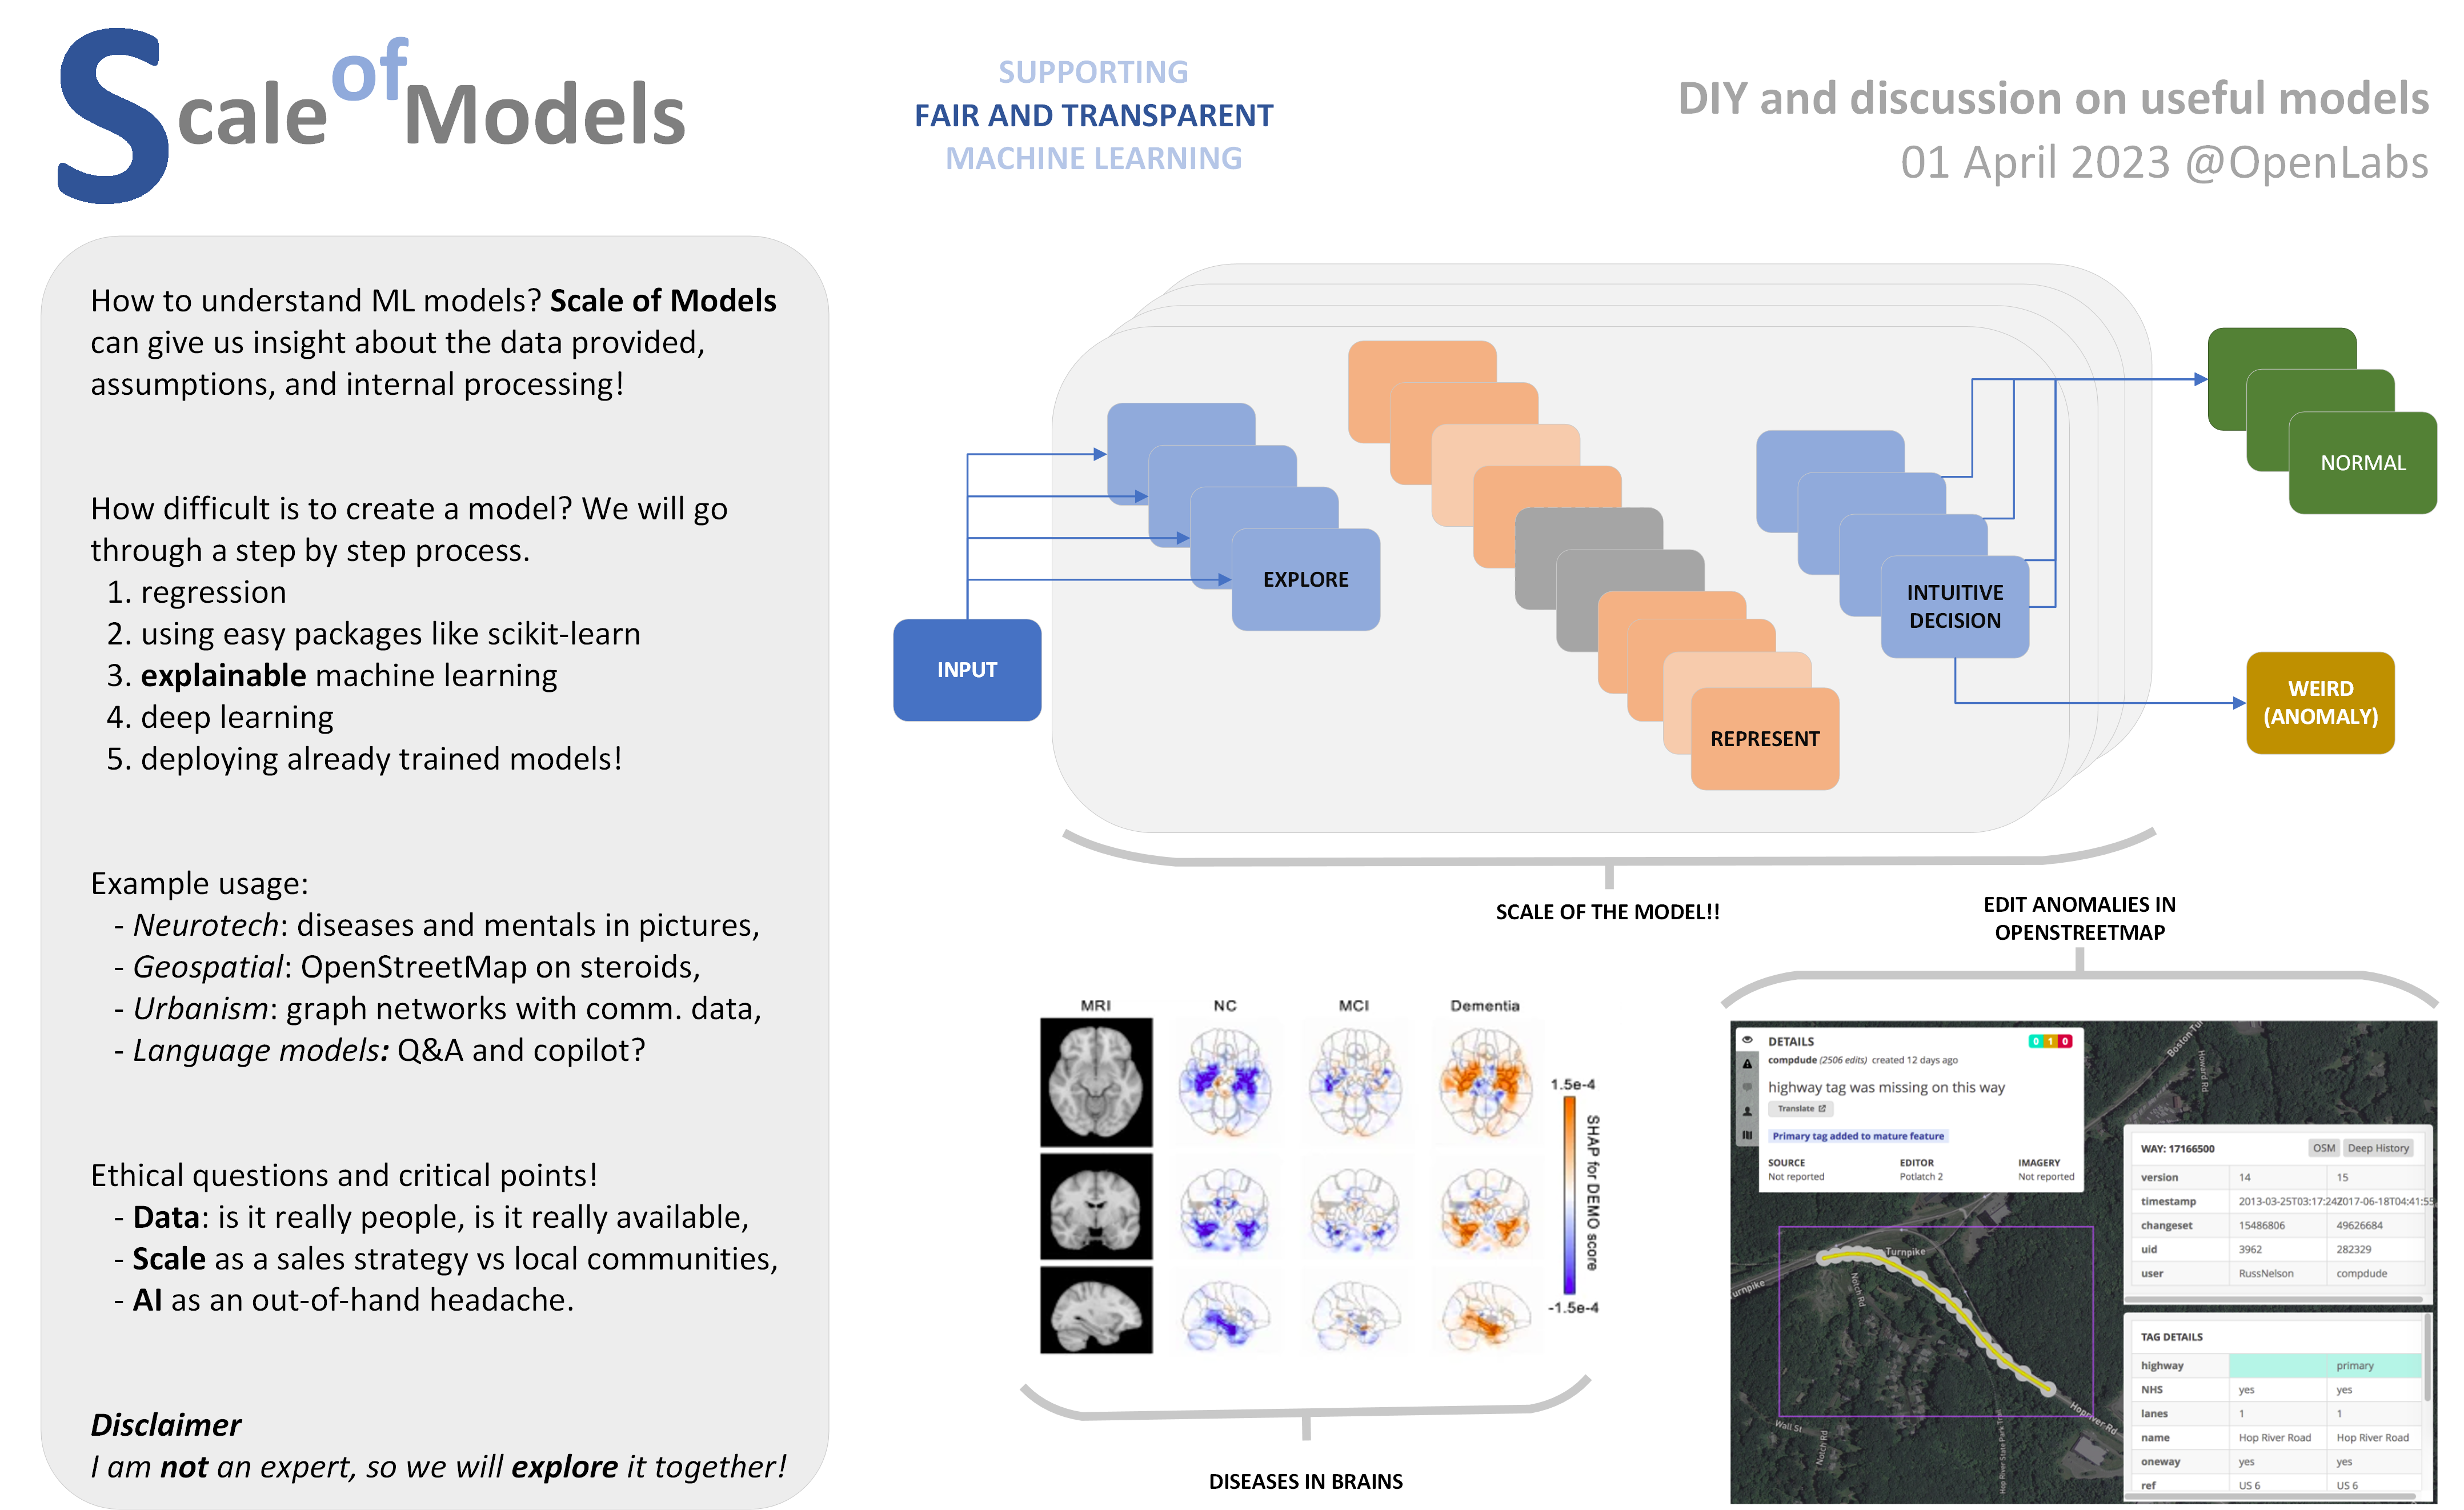 Scale of Models
SUPPORTING
FAIR AND TRANSPARENT
MACHINE LEARNING
DIY and discussion on useful models
01 April 2023 @OpenLabs
How to understand ML models? Scale of Models
can give us insight about the data provided,
assumptions, and internal processing!
How difficult is to create a model? We will go
through a step by step process.
1. regression
2. using easy packages like scikit-learn
3. explainable machine learning
4. deep learning
5. deploying already trained models!
Example usage:
- Neurotech: diseases and mentals in pictures,
- Geospatial: OpenStreetMap on steroids,
- Urbanism: graph networks with comm. data,
- Language models: Q&A and copilot?
Ethical questions and critical points!
- Data: is it really people, is it really available,
- Scale as a sales strategy vs local communities,
- AI as an out-of-hand headache.
Disclaimer
I am not an expert, so we will explore it together!
INPUT
EXPLORE
REPRESENT
INTUITIVE
DECISION
NORMAL
WEIRD
(ANOMALY)
SCALE OF THE MODEL!!
MRI NC MCI Dementia
1.5e-4
SHAP for DEMO score
-1.5e-4
DISEASES IN BRAINS
EDIT ANOMALIES IN
OPENSTREETMAP
DETAILS 0 1 0
compdude (2506 edits) created 12 days ago
highway tag was missing on this way
Translate
Primary tag added to mature feature
SOURCE EDITOR IMAGERY
Not reported Potlatch 2 Not reported
Boston Tur
Howard Rd
Turnpike
urnpike
Notch Rd
Wall St
Notch Rd
Hop River State Park Trail
Hopriver Rd
WAY: 17166500 OSM Deep History
version 14 15
timestamp 2013-03-25T03:17:24Z 2017-06-18T04:41:55
changeset 15486806 49626684
uid 3962 282329
user RussNelson compdude
TAG DETAILS
highway primary
NHS yes yes
lanes 1 1
name Hop River Road Hop River Road
oneway yes yes
ref US 6 US 6